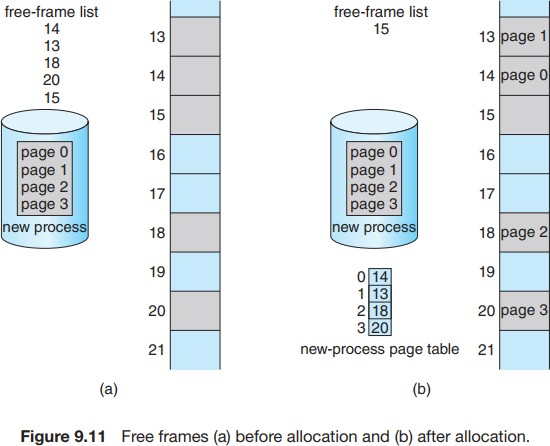 free-frame list
14
13
18
20
15
page 0
page 1
page 2
page 3
new process
13
14
15
16
17
18
19
20
21
(a)
free-frame list
15
page 0
page 1
page 2
page 3
new process
0 14
1 13
2 18
3 20
new-process page table
13 page 1
14 page 0
15
16
17
18 page 2
19
20 page 3
21
(b)
Figure 9.11 Free frames (a) before allocation and (b) after allocation.